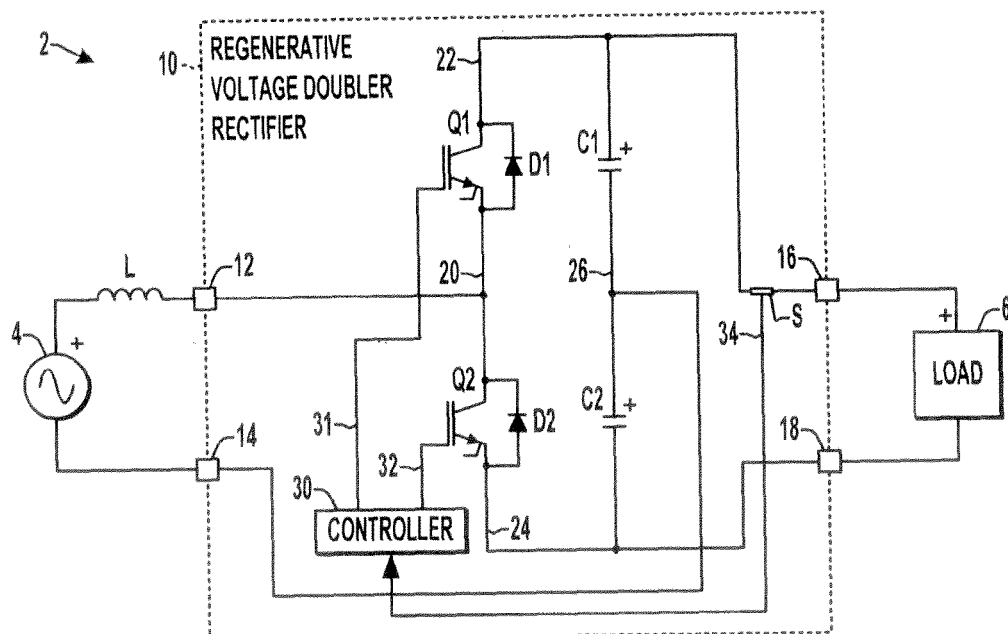 2
10
REGENERATIVE
VOLTAGE DOUBLER
RECTIFIER
22
Q1
D1
C1
+
L
12
20
26
16
4
+
S
34
+
6
LOAD
Q2
D2
C2
+
14
31
32
18
30
CONTROLLER
24